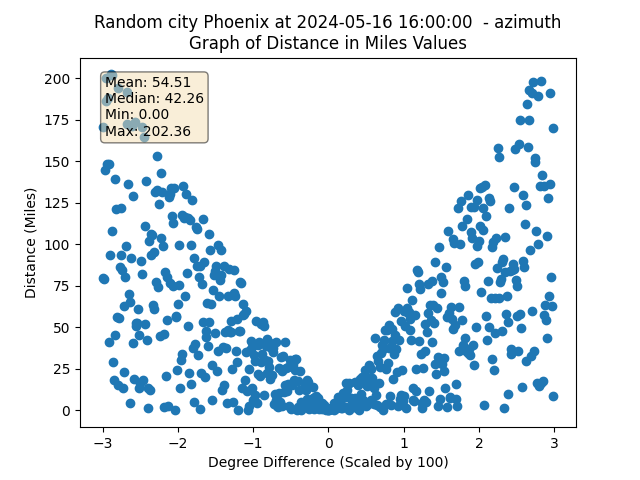 Random city Phoenix at 2024-05-16 16:00:00  - azimuth
Graph of Distance in Miles Values
Mean: 54.51
Median: 42.26
Min: 0.00
Max: 202.36
200
175
150
125
100
75
50
25
0
Distance (Miles)
−3 −2 −1 0 1 2 3
Degree Difference (Scaled by 100)